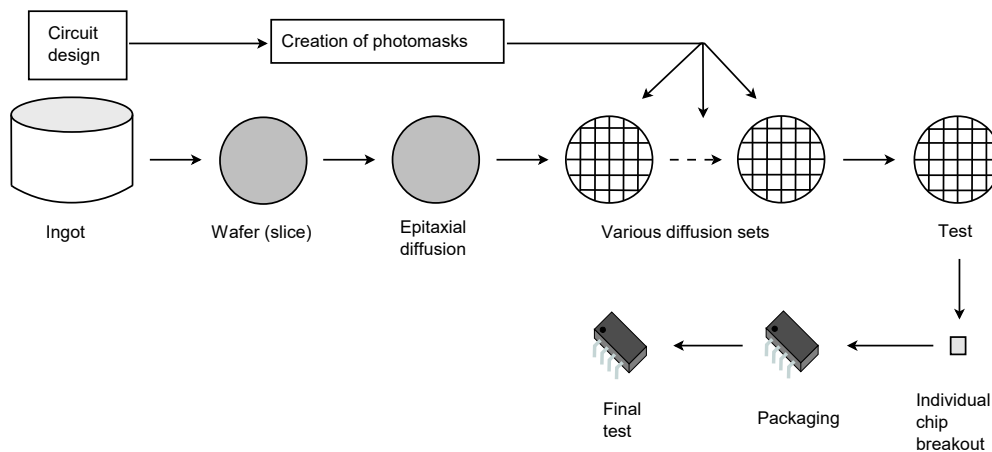 Circuit
design
Creation of photomasks
Ingot
Wafer (slice)
Epitaxial
diffusion
Various diffusion sets
Test
Final
test
Packaging
Individual
chip
breakout